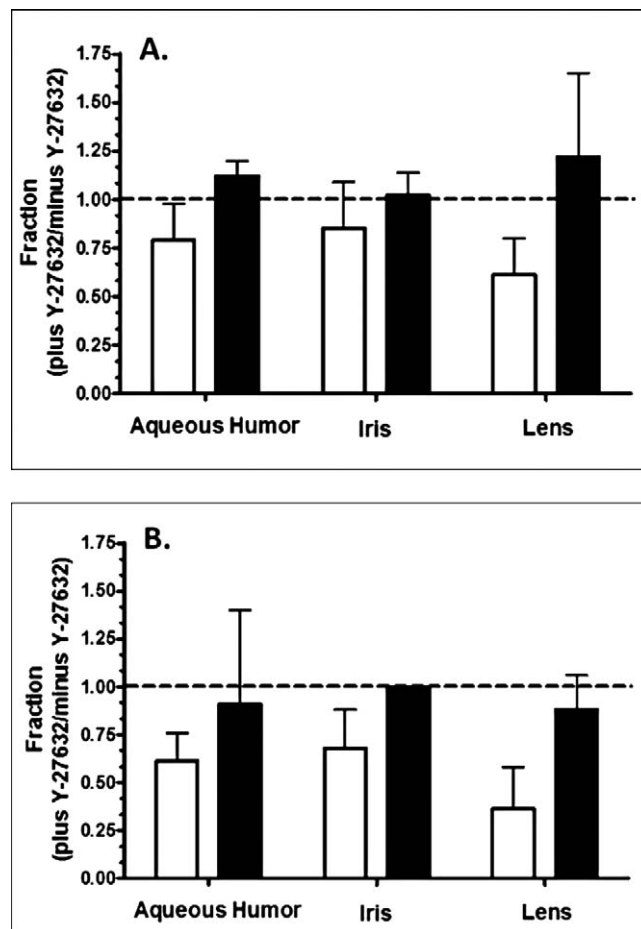 A.
Fraction
(plus Y-27632/minus Y-27632)
1.75
1.50
1.25
1.00
0.75
0.50
0.25
0.00
Aqueous Humor Iris Lens
B.
Fraction
(plus Y-27632/minus Y-27632)
1.75
1.50
1.25
1.00
0.75
0.50
0.25
0.00
Aqueous Humor Iris Lens